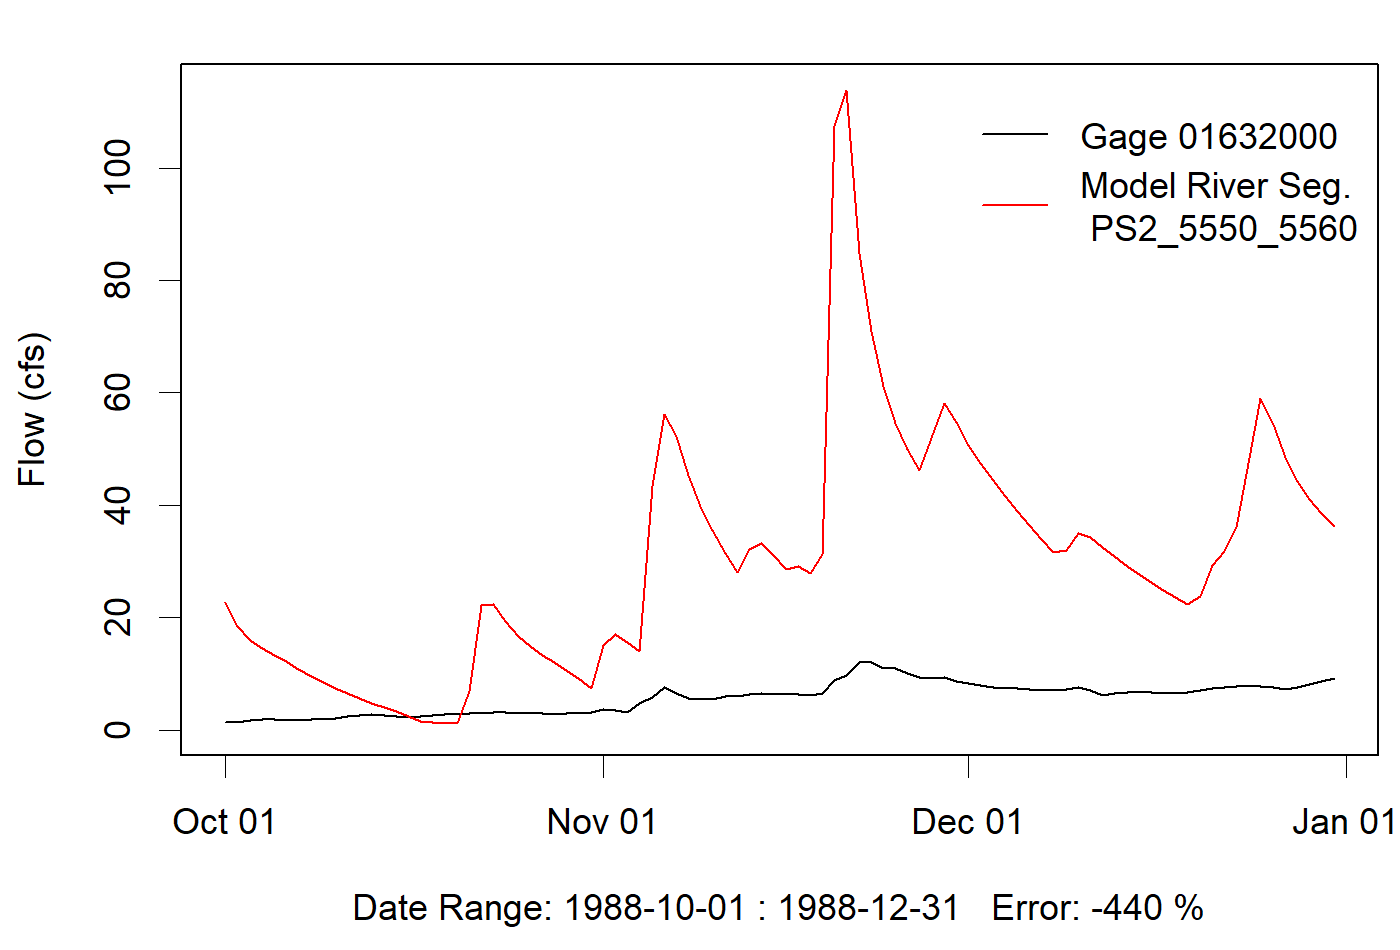 Gage 01632000
Model River Seg.
PS2_5550_5560
Flow (cfs)
100
80
60
40
20
0
Oct 01
Nov 01
Dec 01
Jan 01
Date Range: 1988-10-01 : 1988-12-31   Error: -440 %